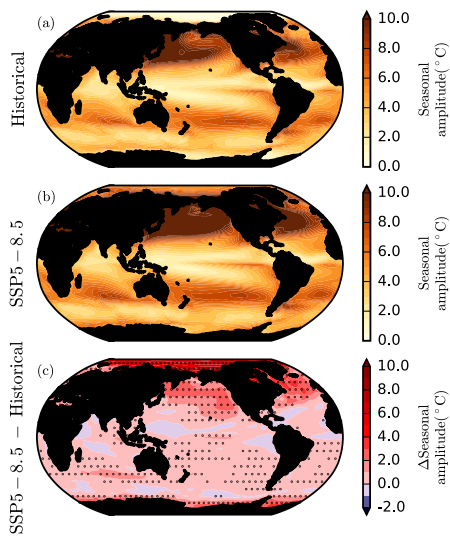 (a)
Historical
10.0
8.0
6.0
4.0
2.0
0.0
Seasonal
amplitude(°C)
(b)
SSP5−8.5
10.0
8.0
6.0
4.0
2.0
0.0
Seasonal
amplitude(°C)
(c)
SSP5−8.5 − Historical
10.0
8.0
6.0
4.0
2.0
0.0
-2.0
ΔSeasonal
amplitude(°C)